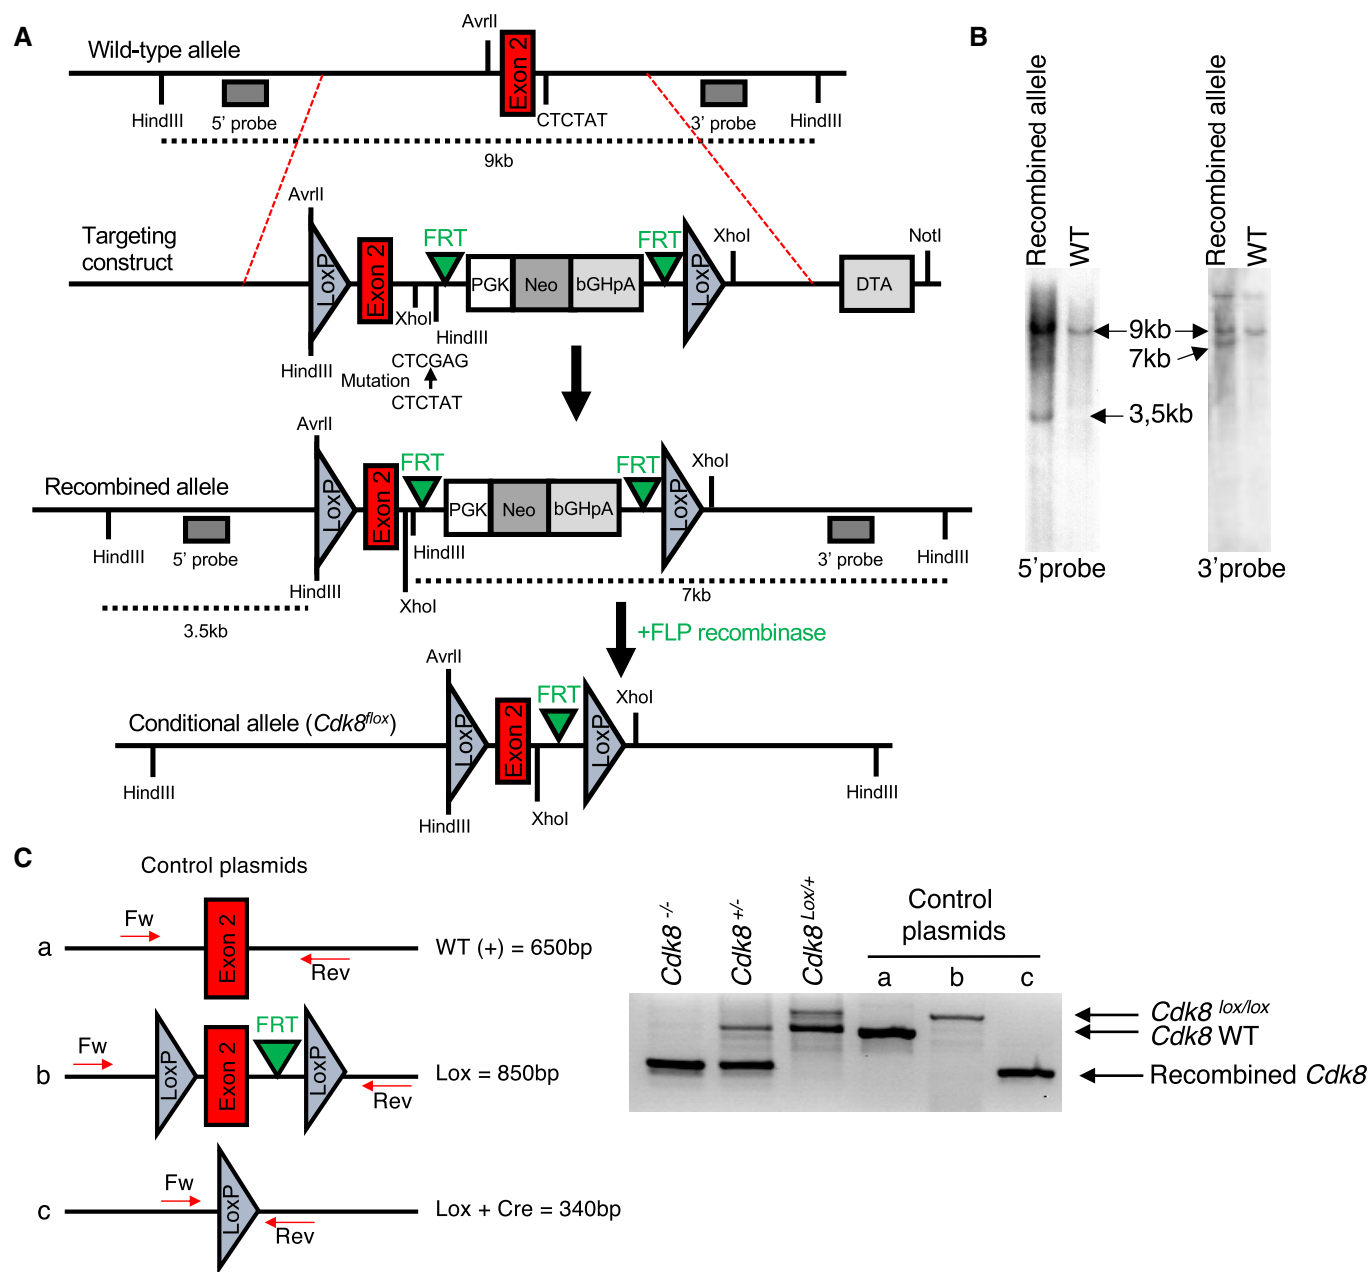 A
Wild-type allele
AvrII
Exon 2
HindIII
5' probe
CTCTAT
3' probe
HindIII
9kb
Targeting
construct
AvrII
LoxP
Exon 2
FRT
PGK
Neo
bGHpA
FRT
LoxP
XhoI
DTA
NotI
XhoI
HindIII
HindIII
CTCGAG
Mutation
CTCTAT
Recombined allele
AvrII
LoxP
Exon 2
FRT
PGK
Neo
bGHpA
FRT
LoxP
XhoI
HindIII
5' probe
HindIII
HindIII
XhoI
3' probe
HindIII
3.5kb
7kb
+FLP recombinase
Conditional allele (Cdk8flox)
AvrII
LoxP
Exon 2
FRT
LoxP
XhoI
HindIII
HindIII
XhoI
HindIII
B
Recombined allele
WT
Recombined allele
WT
9kb
7kb
3,5kb
5'probe
3'probe
C
Control plasmids
a
Fw
Exon 2
Rev
WT (+) = 650bp
b
Fw
LoxP
Exon 2
FRT
LoxP
Rev
Lox = 850bp
c
Fw
LoxP
Rev
Lox + Cre = 340bp
Cdk8 -/-
Cdk8 +/-
Cdk8 Lox/+
Control
plasmids
a b c
Cdk8 lox/lox
Cdk8 WT
Recombined Cdk8